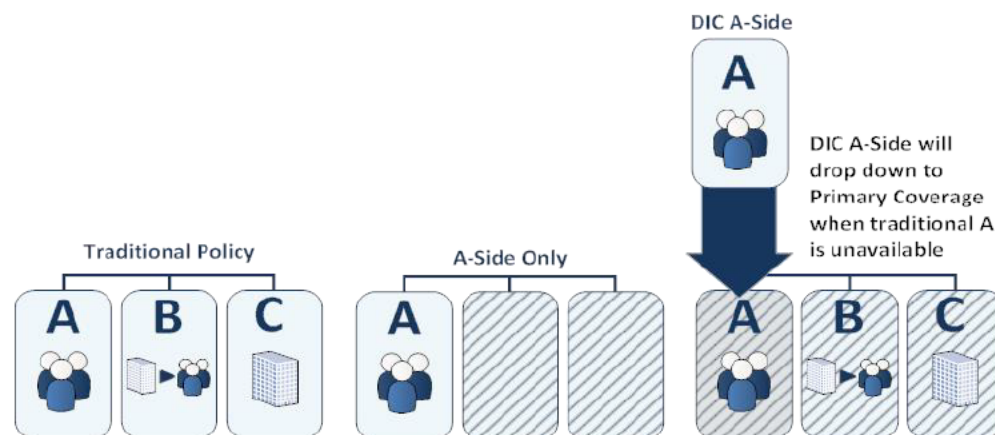 DIC A-Side
A
DIC A-Side will
drop down to
Primary Coverage
when traditional A
is unavailable
Traditional Policy
A B C
A-Side Only
A
A B C